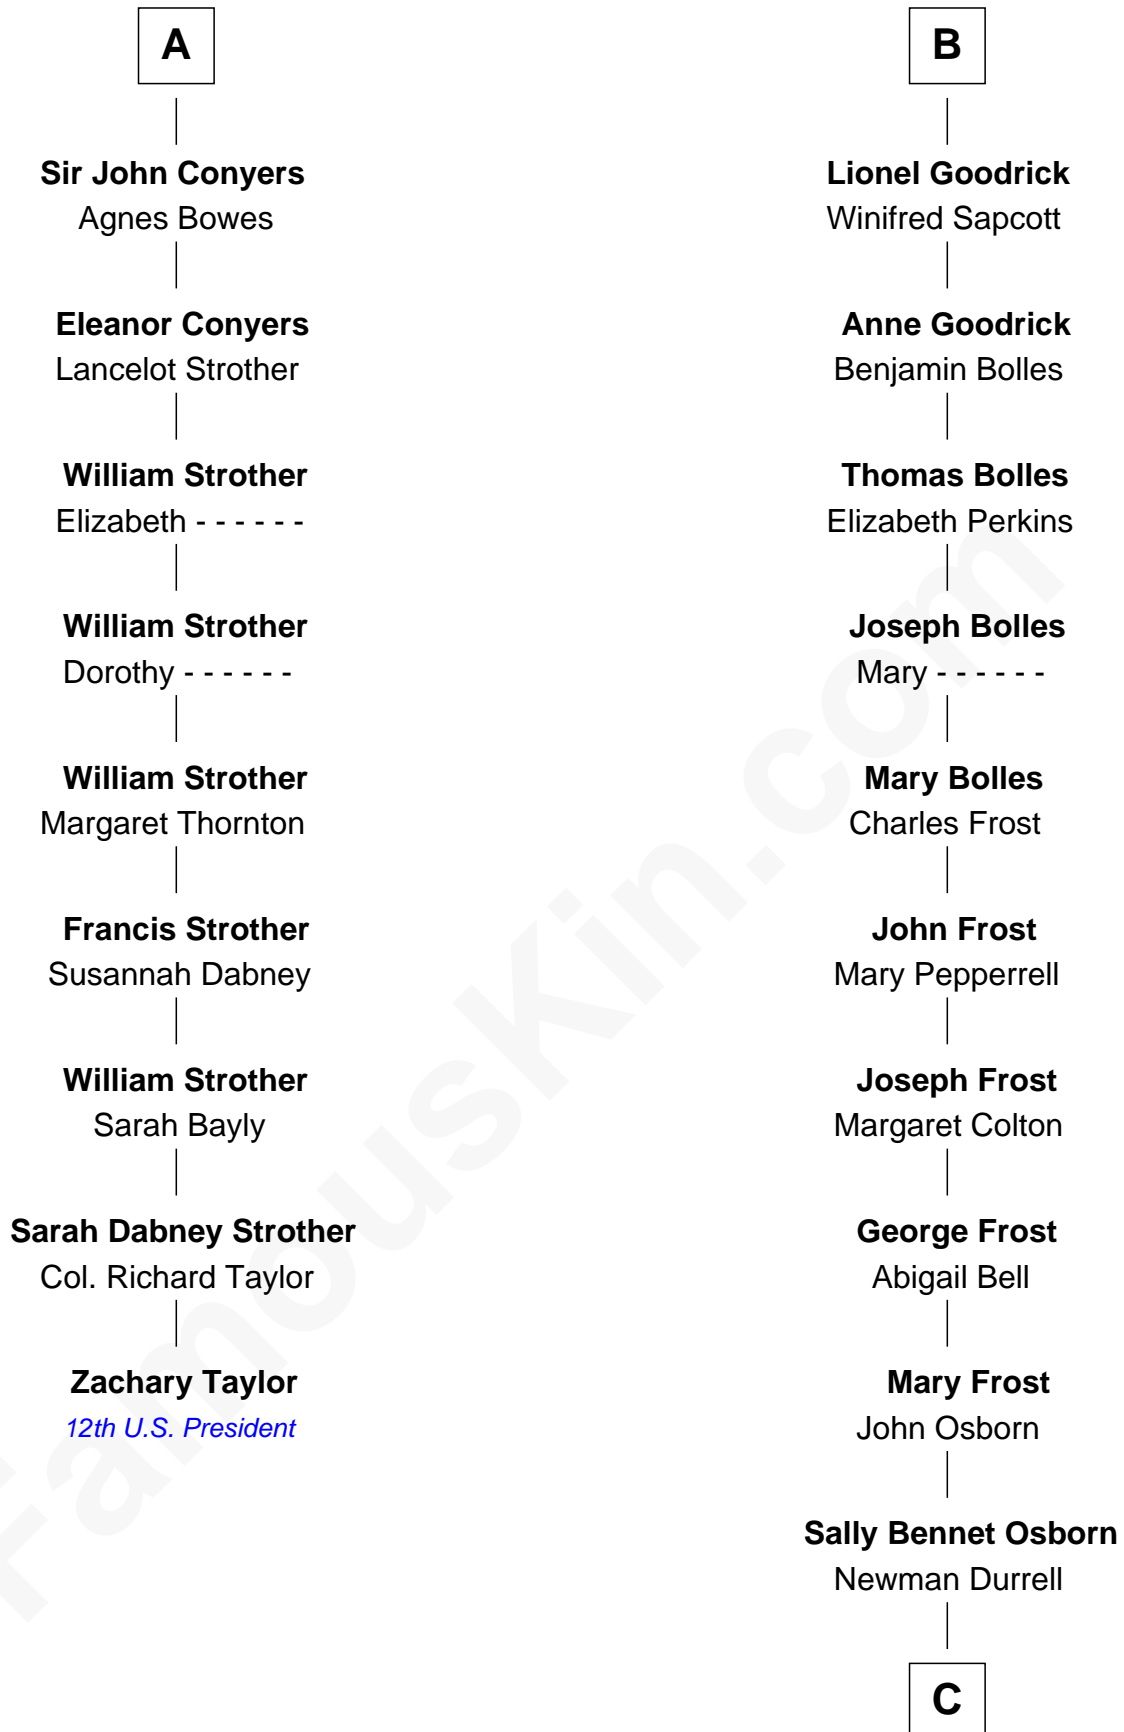 A
Sir John Conyers
Agnes Bowes
Eleanor Conyers
Lancelot Strother
William Strother
Elizabeth - - - - - -
William Strother
Dorothy - - - - - -
William Strother
Margaret Thornton
Francis Strother
Susannah Dabney
William Strother
Sarah Bayly
Sarah Dabney Strother
Col. Richard Taylor
Zachary Taylor
12th U.S. President
B
Lionel Goodrick
Winifred Sapcott
Anne Goodrick
Benjamin Bolles
Thomas Bolles
Elizabeth Perkins
Joseph Bolles
Mary - - - - - -
Mary Bolles
Charles Frost
John Frost
Mary Pepperrell
Joseph Frost
Margaret Colton
George Frost
Abigail Bell
Mary Frost
John Osborn
Sally Bennet Osborn
Newman Durrell
C
FamousKin.com